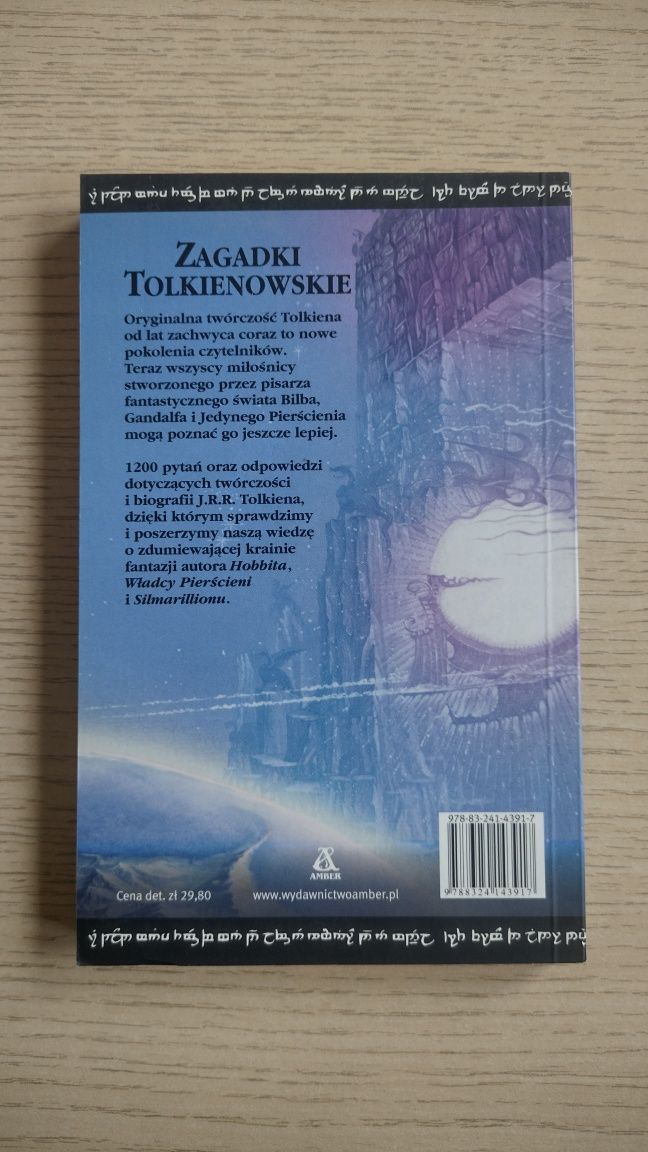 ZAGADKI
TOLKIENOWSKIE
Oryginalna twórczość Tolkiena
od lat zachwyca coraz to nowe
pokolenia czytelników.
Teraz wszyscy miłośnicy
stworzonego przez pisarza
fantastycznego świata Bilba,
Gandalfa i Jedynego Pierścienia
mogą poznać go jeszcze lepiej.
1200 pytań oraz odpowiedzi
dotyczących twórczości
i biografii J.R.R. Tolkiena,
dzięki którym sprawdzimy
i poszerzymy naszą wiedzę
o zdumiewającej krainie
fantazji autora Hobbita,
Władcy Pierścieni
i Silmarillionu.
978-83-241-4391-7
9 788324 143917
AMBER
Cena det. zł 29,80
www.wydawnictwoamber.pl